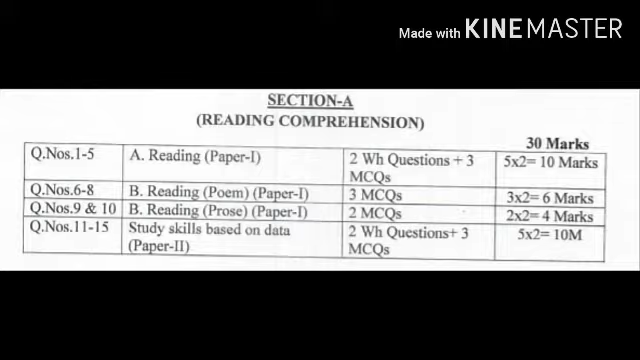 Made with KINEMASTER
SECTION-A
(READING COMPREHENSION)
30 Marks
Q.Nos.1-5 A. Reading (Paper-I) 2 Wh Questions + 3 5x2= 10 Marks
MCQs
Q.Nos.6-8 B. Reading (Poem) (Paper-I) 3 MCQs 3x2= 6 Marks
Q.Nos.9 & 10 B. Reading (Prose) (Paper-I) 2 MCQs 2x2= 4 Marks
Q.Nos.11-15 Study skills based on data 2 Wh Questions+ 3 5x2= 10M
(Paper-II) MCQs